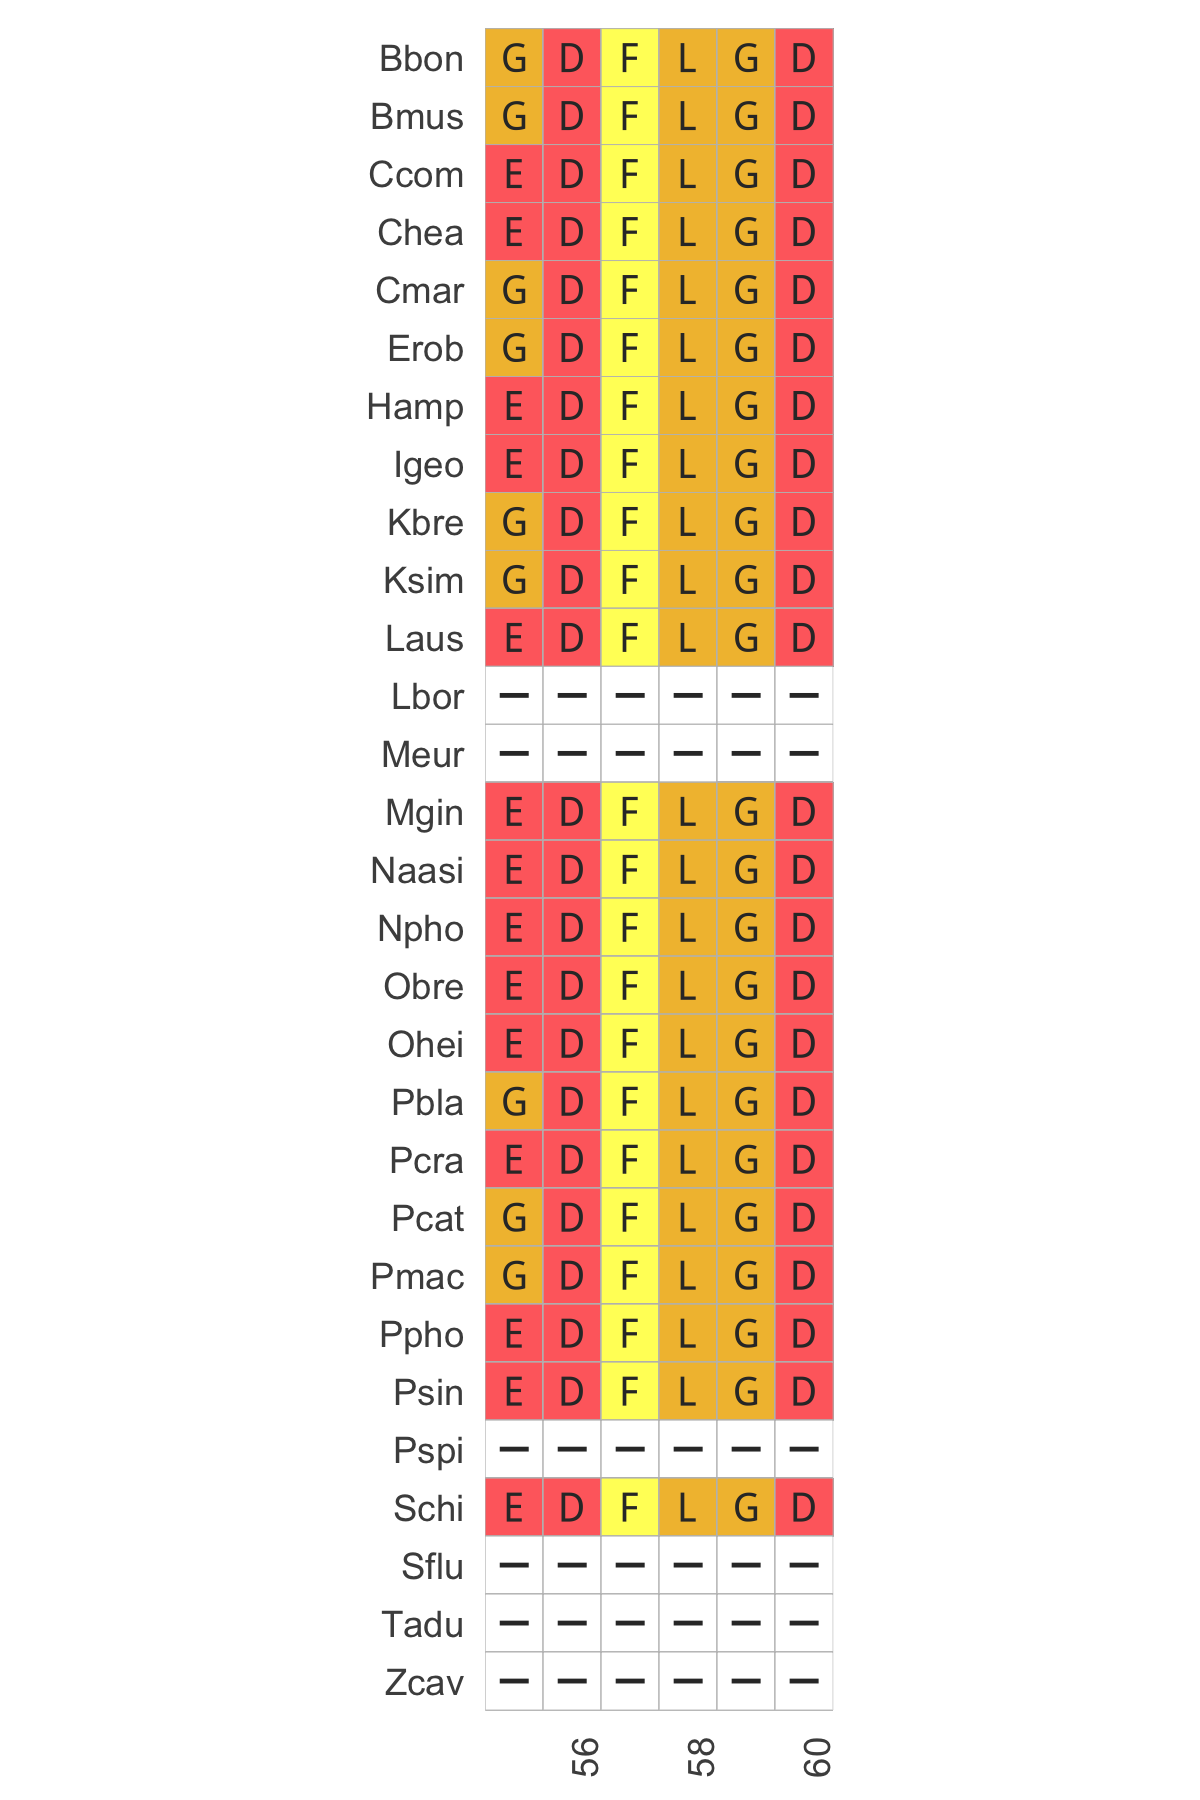 Bbon G D F L G D
Bmus G D F L G D
Ccom E D F L G D
Chea E D F L G D
Cmar G D F L G D
Erob G D F L G D
Hamp E D F L G D
Igeo E D F L G D
Kbre G D F L G D
Ksim G D F L G D
Laus E D F L G D
Lbor – – – – – –
Meur – – – – – –
Mgin E D F L G D
Naasi E D F L G D
Npho E D F L G D
Obre E D F L G D
Ohei E D F L G D
Pbla G D F L G D
Pcra E D F L G D
Pcat G D F L G D
Pmac G D F L G D
Ppho E D F L G D
Psin E D F L G D
Pspi – – – – – –
Schi E D F L G D
Sflu – – – – – –
Tadu – – – – – –
Zcav – – – – – –
56 58 60